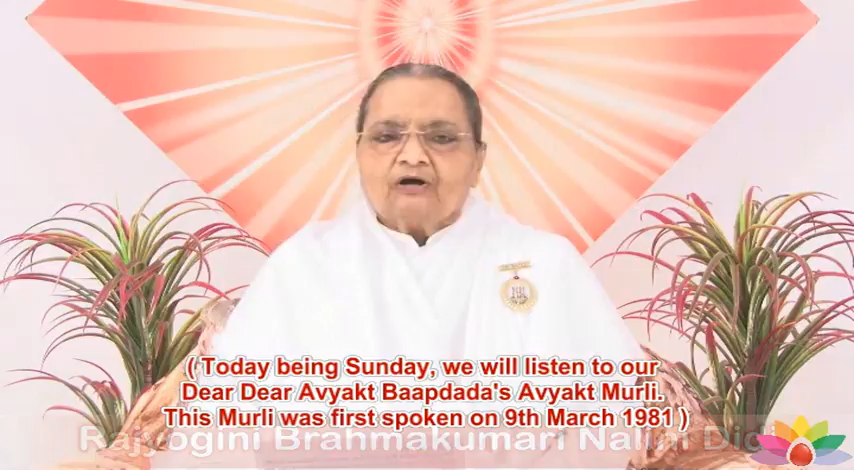 ( Today being Sunday, we will listen to our
Dear Dear Avyakt Baapdada's Avyakt Murli.
This Murli was first spoken on 9th March 1981 )
Rajyogini Brahmakumari Nalini Didi